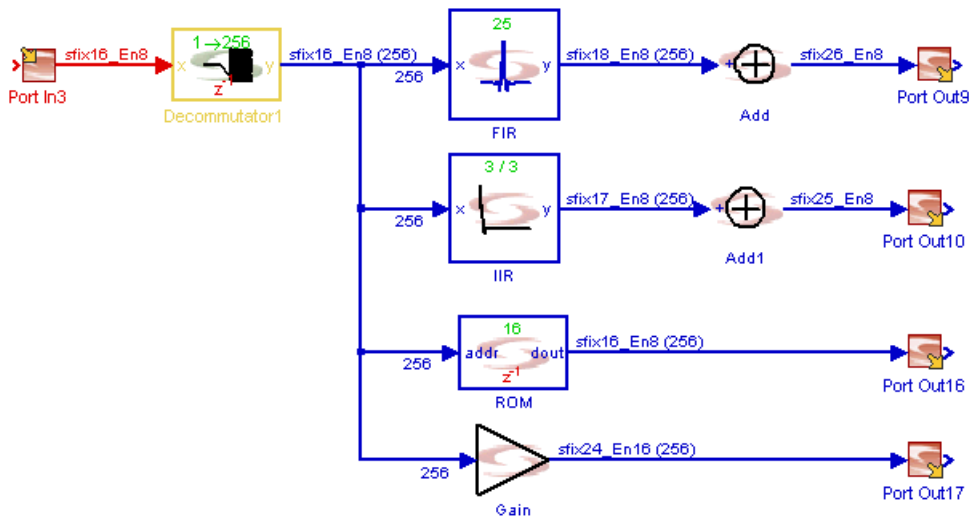 25
1→256
sfix16_En8
x
y
z⁻¹
sfix16_En8 (256)
256
x
y
sfix18_En8 (256)
+
sfix26_En8
Port In3
Decommutator1
FIR
Add
Port Out9
3 / 3
256
x
y
sfix17_En8 (256)
+
sfix25_En8
IIR
Add1
Port Out10
16
256
addr
dout
z⁻¹
sfix16_En8 (256)
ROM
Port Out16
256
sfix24_En16 (256)
Gain
Port Out17